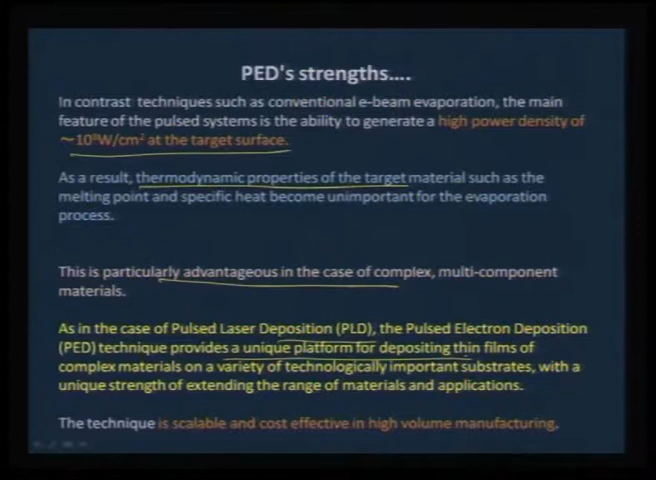 PED's strengths....
In contrast techniques such as conventional e-beam evaporation, the main
feature of the pulsed systems is the ability to generate a high power density of
~10⁸W/cm² at the target surface.
As a result, thermodynamic properties of the target material such as the
melting point and specific heat become unimportant for the evaporation
process.
This is particularly advantageous in the case of complex, multi-component
materials.
As in the case of Pulsed Laser Deposition (PLD), the Pulsed Electron Deposition
(PED) technique provides a unique platform for depositing thin films of
complex materials on a variety of technologically important substrates, with a
unique strength of extending the range of materials and applications.
The technique is scalable and cost effective in high volume manufacturing.